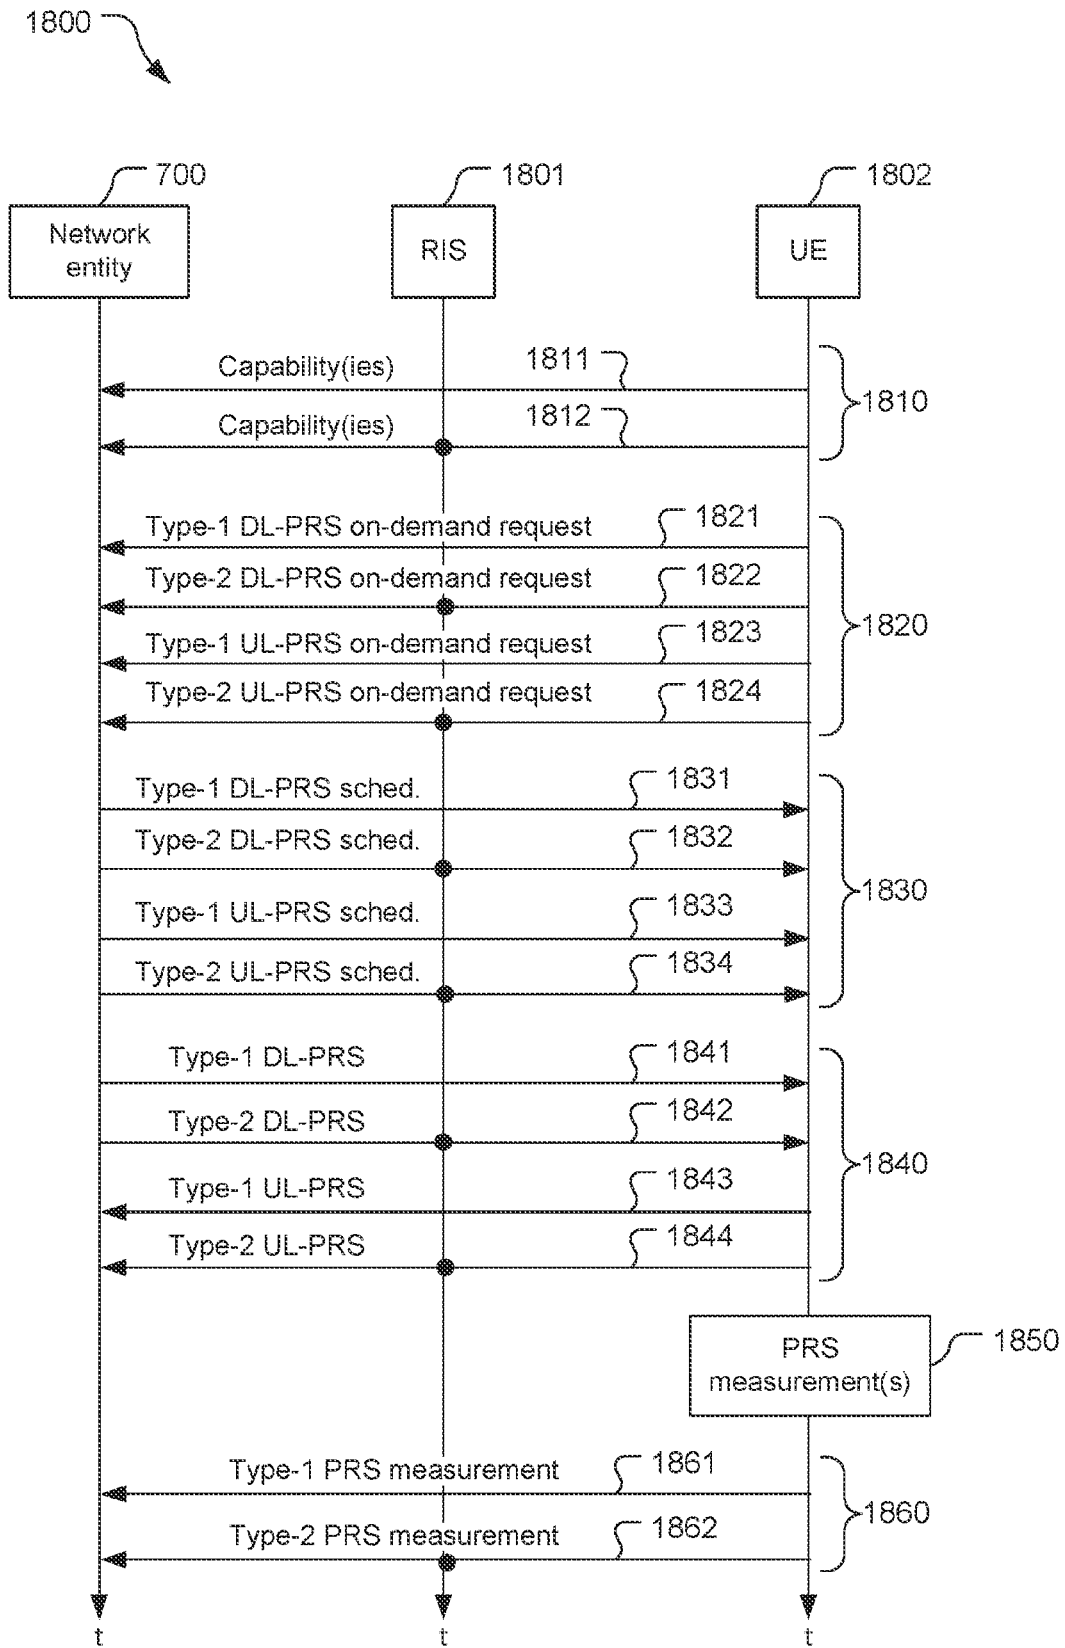 1800
700
1801
1802
Network
entity
RIS
UE
Capability(ies)
1811
1810
Capability(ies)
1812
Type-1 DL-PRS on-demand request
1821
Type-2 DL-PRS on-demand request
1822
1820
Type-1 UL-PRS on-demand request
1823
Type-2 UL-PRS on-demand request
1824
Type-1 DL-PRS sched.
1831
Type-2 DL-PRS sched.
1832
1830
Type-1 UL-PRS sched.
1833
Type-2 UL-PRS sched.
1834
Type-1 DL-PRS
1841
Type-2 DL-PRS
1842
1840
Type-1 UL-PRS
1843
Type-2 UL-PRS
1844
PRS
measurement(s)
1850
Type-1 PRS measurement
1861
1860
Type-2 PRS measurement
1862
t
t
t